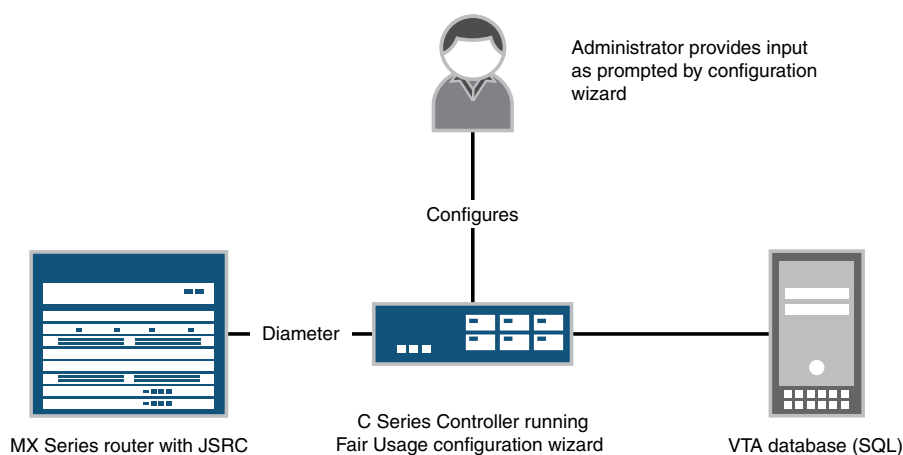 Administrator provides input
as prompted by configuration
wizard
Configures
Diameter
MX Series router with JSRC
C Series Controller running
Fair Usage configuration wizard
VTA database (SQL)